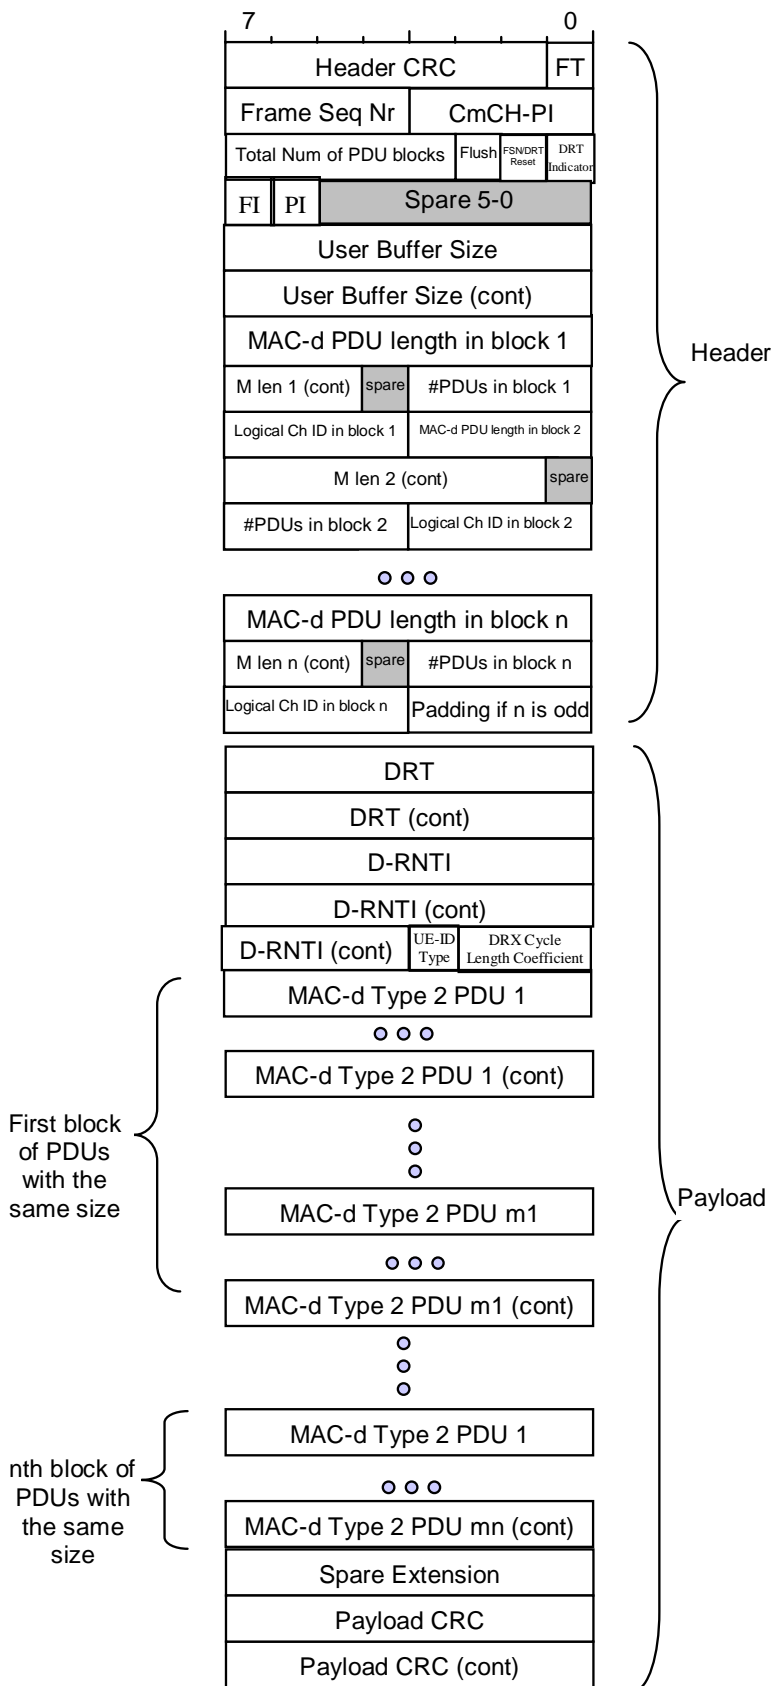 7 0
Header CRC FT
Frame Seq Nr CmCH-PI
Total Num of PDU blocks Flush FSN/DRT Reset DRT Indicator
FI PI Spare 5-0
User Buffer Size
User Buffer Size (cont)
MAC-d PDU length in block 1
Header
M len 1 (cont) spare #PDUs in block 1
Logical Ch ID in block 1 MAC-d PDU length in block 2
M len 2 (cont) spare
#PDUs in block 2 Logical Ch ID in block 2
MAC-d PDU length in block n
M len n (cont) spare #PDUs in block n
Logical Ch ID in block n Padding if n is odd
DRT
DRT (cont)
D-RNTI
D-RNTI (cont)
D-RNTI (cont) UE-ID Type DRX Cycle Length Coefficient
MAC-d Type 2 PDU 1
MAC-d Type 2 PDU 1 (cont)
First block
of PDUs
with the
same size
MAC-d Type 2 PDU m1
Payload
MAC-d Type 2 PDU m1 (cont)
MAC-d Type 2 PDU 1
nth block of
PDUs with
the same
size
MAC-d Type 2 PDU mn (cont)
Spare Extension
Payload CRC
Payload CRC (cont)